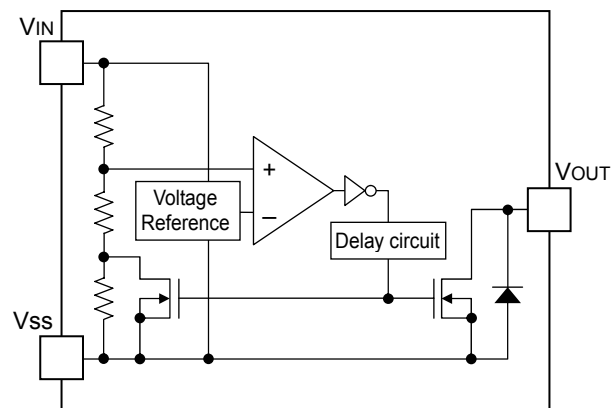 VIN
+
Voltage
Reference
−
VOUT
Delay circuit
VSS